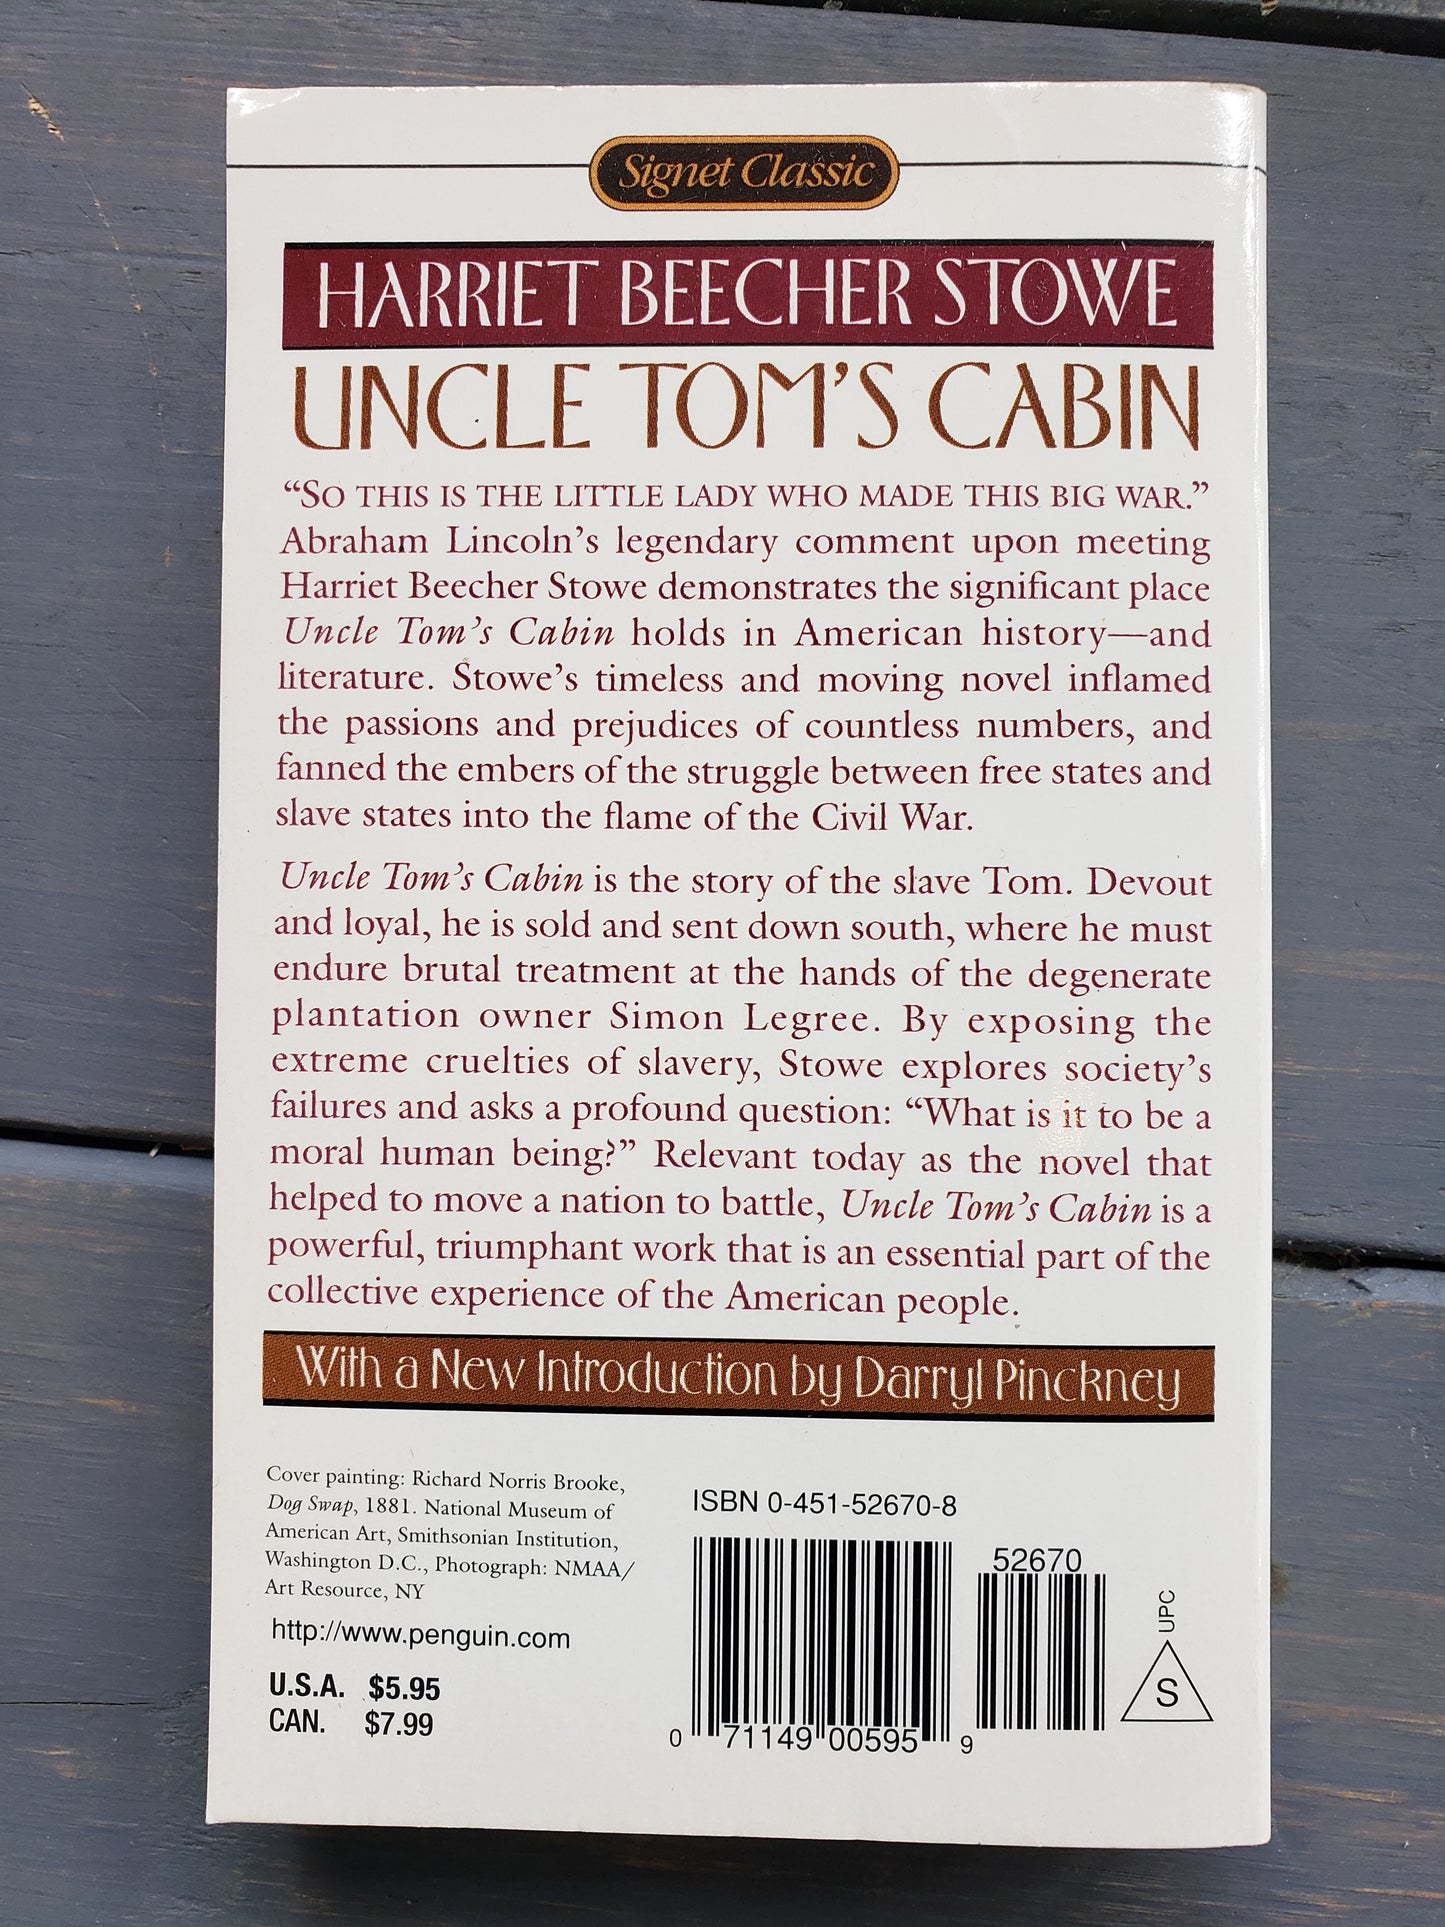 Signet Classic
HARRIET BEECHER STOWE
UNCLE TOM'S CABIN
“SO THIS IS THE LITTLE LADY WHO MADE THIS BIG WAR.”
Abraham Lincoln’s legendary comment upon meeting
Harriet Beecher Stowe demonstrates the significant place
Uncle Tom’s Cabin holds in American history—and
literature. Stowe’s timeless and moving novel inflamed
the passions and prejudices of countless numbers, and
fanned the embers of the struggle between free states and
slave states into the flame of the Civil War.
Uncle Tom’s Cabin is the story of the slave Tom. Devout
and loyal, he is sold and sent down south, where he must
endure brutal treatment at the hands of the degenerate
plantation owner Simon Legree. By exposing the
extreme cruelties of slavery, Stowe explores society’s
failures and asks a profound question: “What is it to be a
moral human being?” Relevant today as the novel that
helped to move a nation to battle, Uncle Tom’s Cabin is a
powerful, triumphant work that is an essential part of the
collective experience of the American people.
With a New Introduction by Darryl Pinckney
Cover painting: Richard Norris Brooke,
Dog Swap, 1881. National Museum of
American Art, Smithsonian Institution,
Washington D.C., Photograph: NMAA/
Art Resource, NY
http://www.penguin.com
U.S.A. $5.95
CAN. $7.99
ISBN 0-451-52670-8
52670
0 71149 00595 9
UPC
S